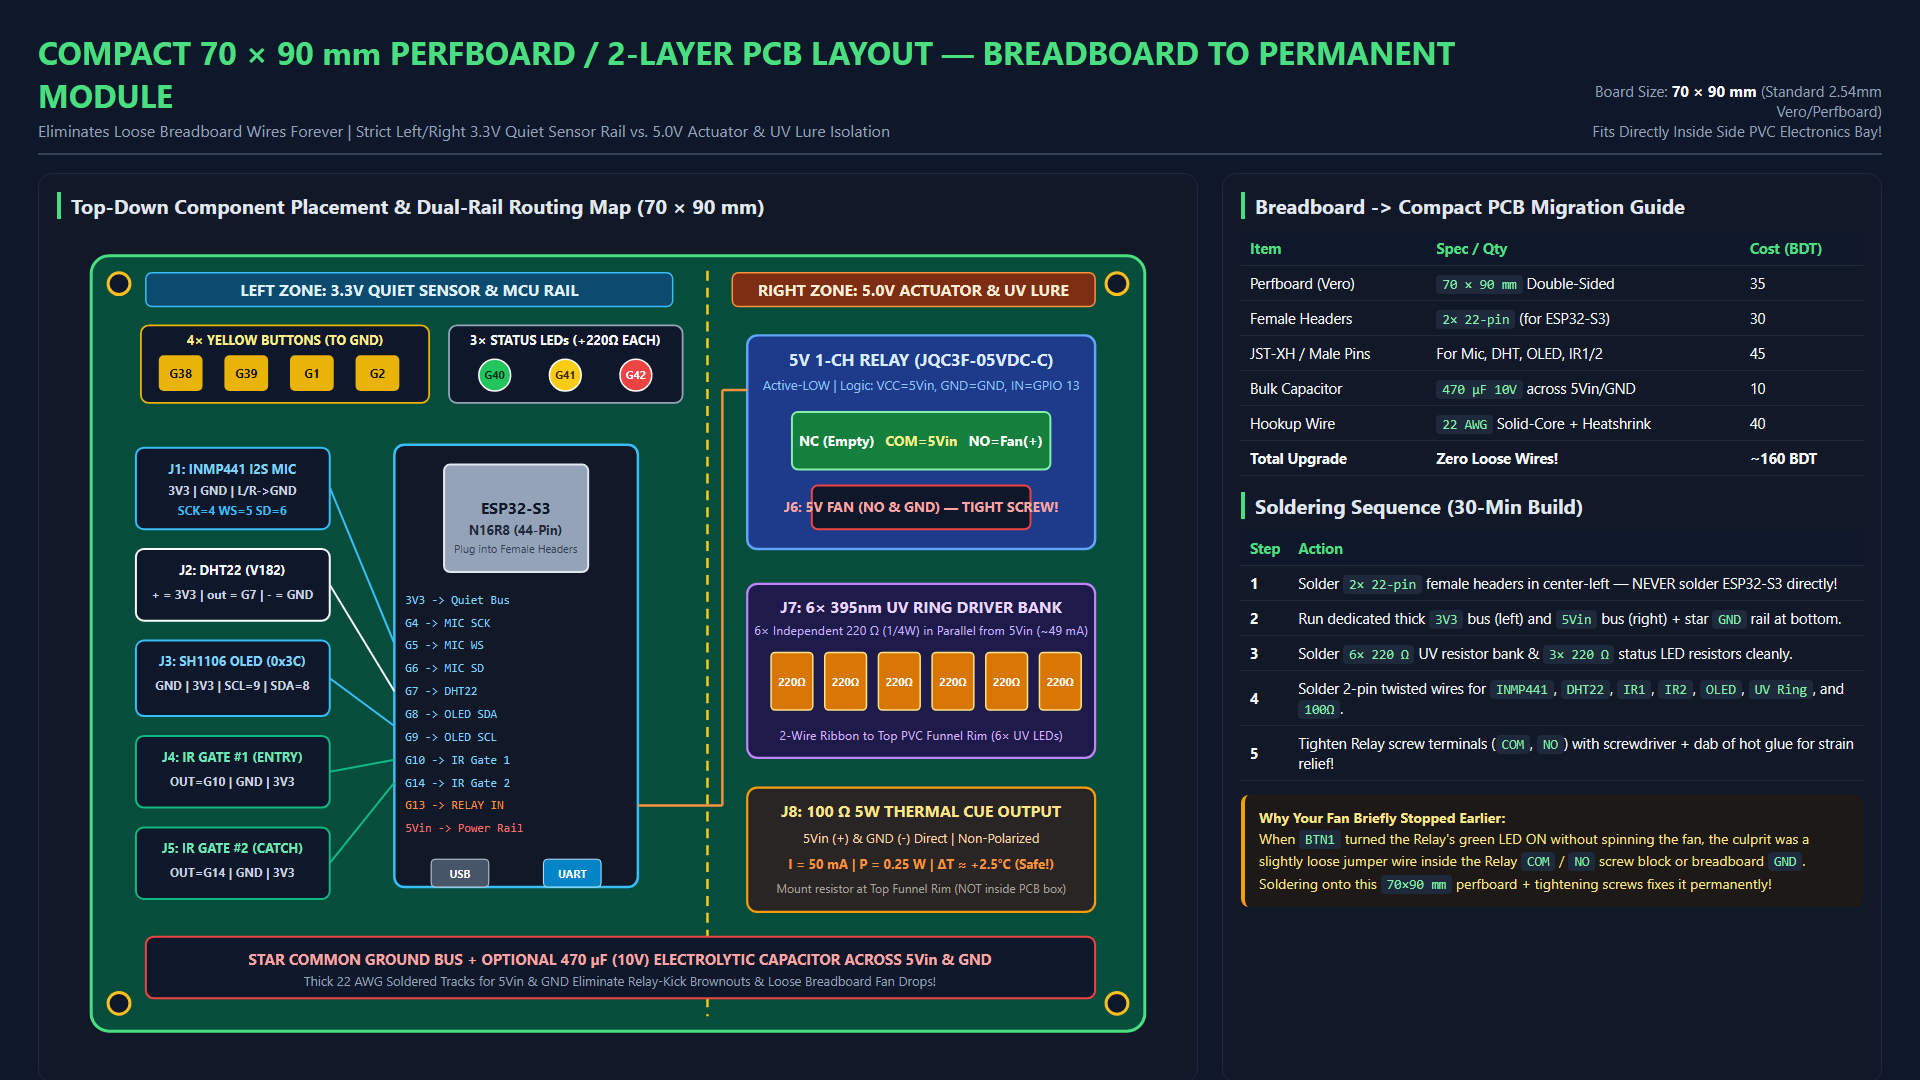 COMPACT 70 × 90 mm PERFBOARD / 2-LAYER PCB LAYOUT — BREADBOARD TO PERMANENT
MODULE
Eliminates Loose Breadboard Wires Forever | Strict Left/Right 3.3V Quiet Sensor Rail vs. 5.0V Actuator & UV Lure Isolation
Board Size: 70 × 90 mm (Standard 2.54mm
Vero/Perfboard)
Fits Directly Inside Side PVC Electronics Bay!
Top-Down Component Placement & Dual-Rail Routing Map (70 × 90 mm)
LEFT ZONE: 3.3V QUIET SENSOR & MCU RAIL
RIGHT ZONE: 5.0V ACTUATOR & UV LURE
4× YELLOW BUTTONS (TO GND)
G38 G39 G1 G2
3× STATUS LEDs (+220Ω EACH)
G40 G41 G42
J1: INMP441 I2S MIC
3V3 | GND | L/R->GND
SCK=4 WS=5 SD=6
J2: DHT22 (V182)
+ = 3V3 | out = G7 | - = GND
J3: SH1106 OLED (0x3C)
GND | 3V3 | SCL=9 | SDA=8
J4: IR GATE #1 (ENTRY)
OUT=G10 | GND | 3V3
J5: IR GATE #2 (CATCH)
OUT=G14 | GND | 3V3
ESP32-S3
N16R8 (44-Pin)
Plug into Female Headers
3V3 -> Quiet Bus
G4 -> MIC SCK
G5 -> MIC WS
G6 -> MIC SD
G7 -> DHT22
G8 -> OLED SDA
G9 -> OLED SCL
G10 -> IR Gate 1
G14 -> IR Gate 2
G13 -> RELAY IN
5Vin -> Power Rail
USB UART
5V 1-CH RELAY (JQC3F-05VDC-C)
Active-LOW | Logic: VCC=5Vin, GND=GND, IN=GPIO 13
NC (Empty) COM=5Vin NO=Fan(+)
J6: 5V FAN (NO & GND) — TIGHT SCREW!
J7: 6× 395nm UV RING DRIVER BANK
6× Independent 220 Ω (1/4W) in Parallel from 5Vin (~49 mA)
220Ω 220Ω 220Ω 220Ω 220Ω 220Ω
2-Wire Ribbon to Top PVC Funnel Rim (6× UV LEDs)
J8: 100 Ω 5W THERMAL CUE OUTPUT
5Vin (+) & GND (-) Direct | Non-Polarized
I = 50 mA | P = 0.25 W | ΔT ≈ +2.5°C (Safe!)
Mount resistor at Top Funnel Rim (NOT inside PCB box)
STAR COMMON GROUND BUS + OPTIONAL 470 µF (10V) ELECTROLYTIC CAPACITOR ACROSS 5Vin & GND
Thick 22 AWG Soldered Tracks for 5Vin & GND Eliminate Relay-Kick Brownouts & Loose Breadboard Fan Drops!
Breadboard -> Compact PCB Migration Guide
Item Spec / Qty Cost (BDT)
Perfboard (Vero) 70 × 90 mm Double-Sided 35
Female Headers 2× 22-pin (for ESP32-S3) 30
JST-XH / Male Pins For Mic, DHT, OLED, IR1/2 45
Bulk Capacitor 470 µF 10V across 5Vin/GND 10
Hookup Wire 22 AWG Solid-Core + Heatshrink 40
Total Upgrade Zero Loose Wires! ~160 BDT
Soldering Sequence (30-Min Build)
Step Action
1 Solder 2× 22-pin female headers in center-left — NEVER solder ESP32-S3 directly!
2 Run dedicated thick 3V3 bus (left) and 5Vin bus (right) + star GND rail at bottom.
3 Solder 6× 220 Ω UV resistor bank & 3× 220 Ω status LED resistors cleanly.
4 Solder 2-pin twisted wires for INMP441, DHT22, IR1, IR2, OLED, UV Ring, and
100Ω.
5 Tighten Relay screw terminals (COM, NO) with screwdriver + dab of hot glue for strain
relief!
Why Your Fan Briefly Stopped Earlier:
When BTN1 turned the Relay's green LED ON without spinning the fan, the culprit was a
slightly loose jumper wire inside the Relay COM / NO screw block or breadboard GND.
Soldering onto this 70×90 mm perfboard + tightening screws fixes it permanently!